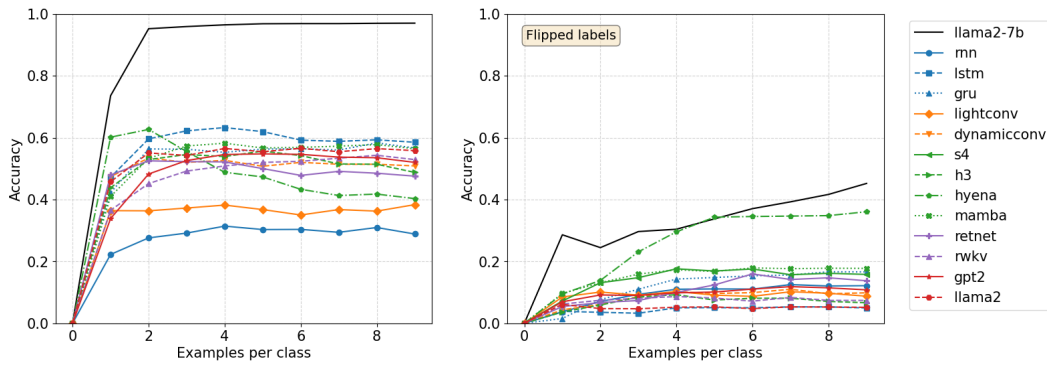 1.0
0.8
0.6
0.4
0.2
0.0
0 2 4 6 8
Accuracy
Examples per class
Flipped labels
1.0
0.8
0.6
0.4
0.2
0.0
0 2 4 6 8
Accuracy
Examples per class
llama2-7b
rnn
lstm
gru
lightconv
dynamicconv
s4
h3
hyena
mamba
retnet
rwkv
gpt2
llama2